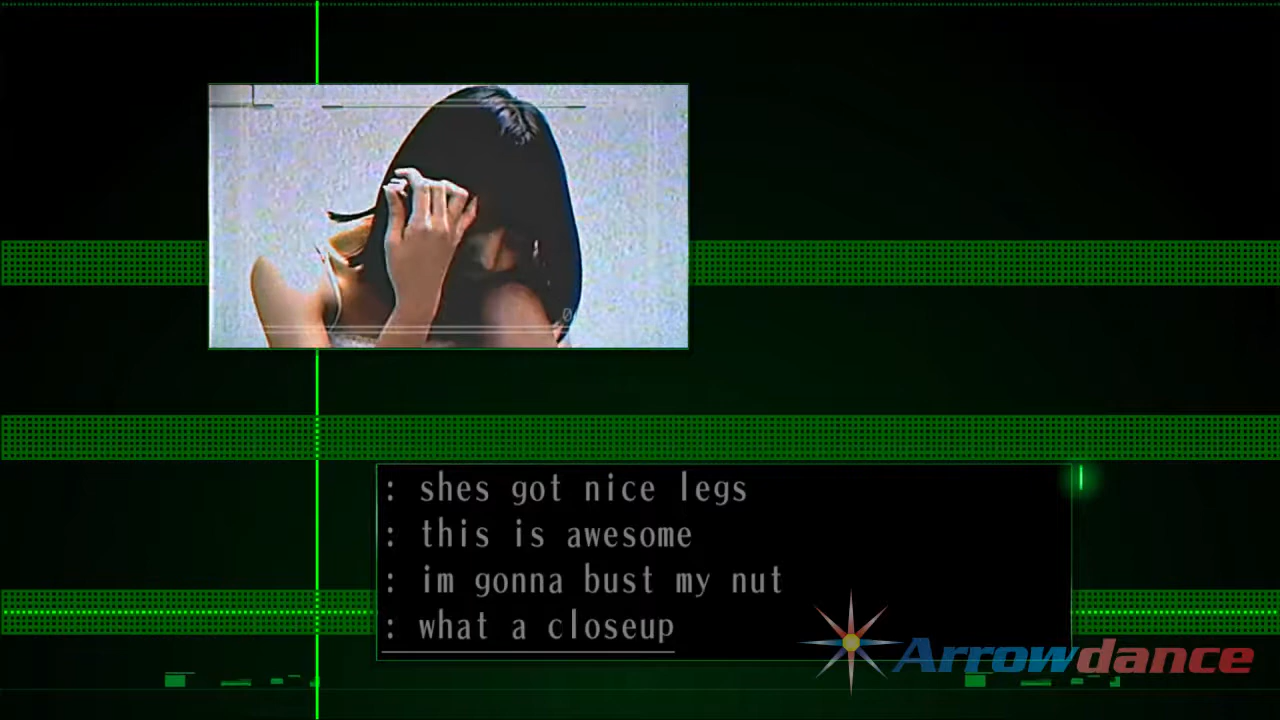 : shes got nice legs
: this is awesome
: im gonna bust my nut
: what a closeup
Arrowdance